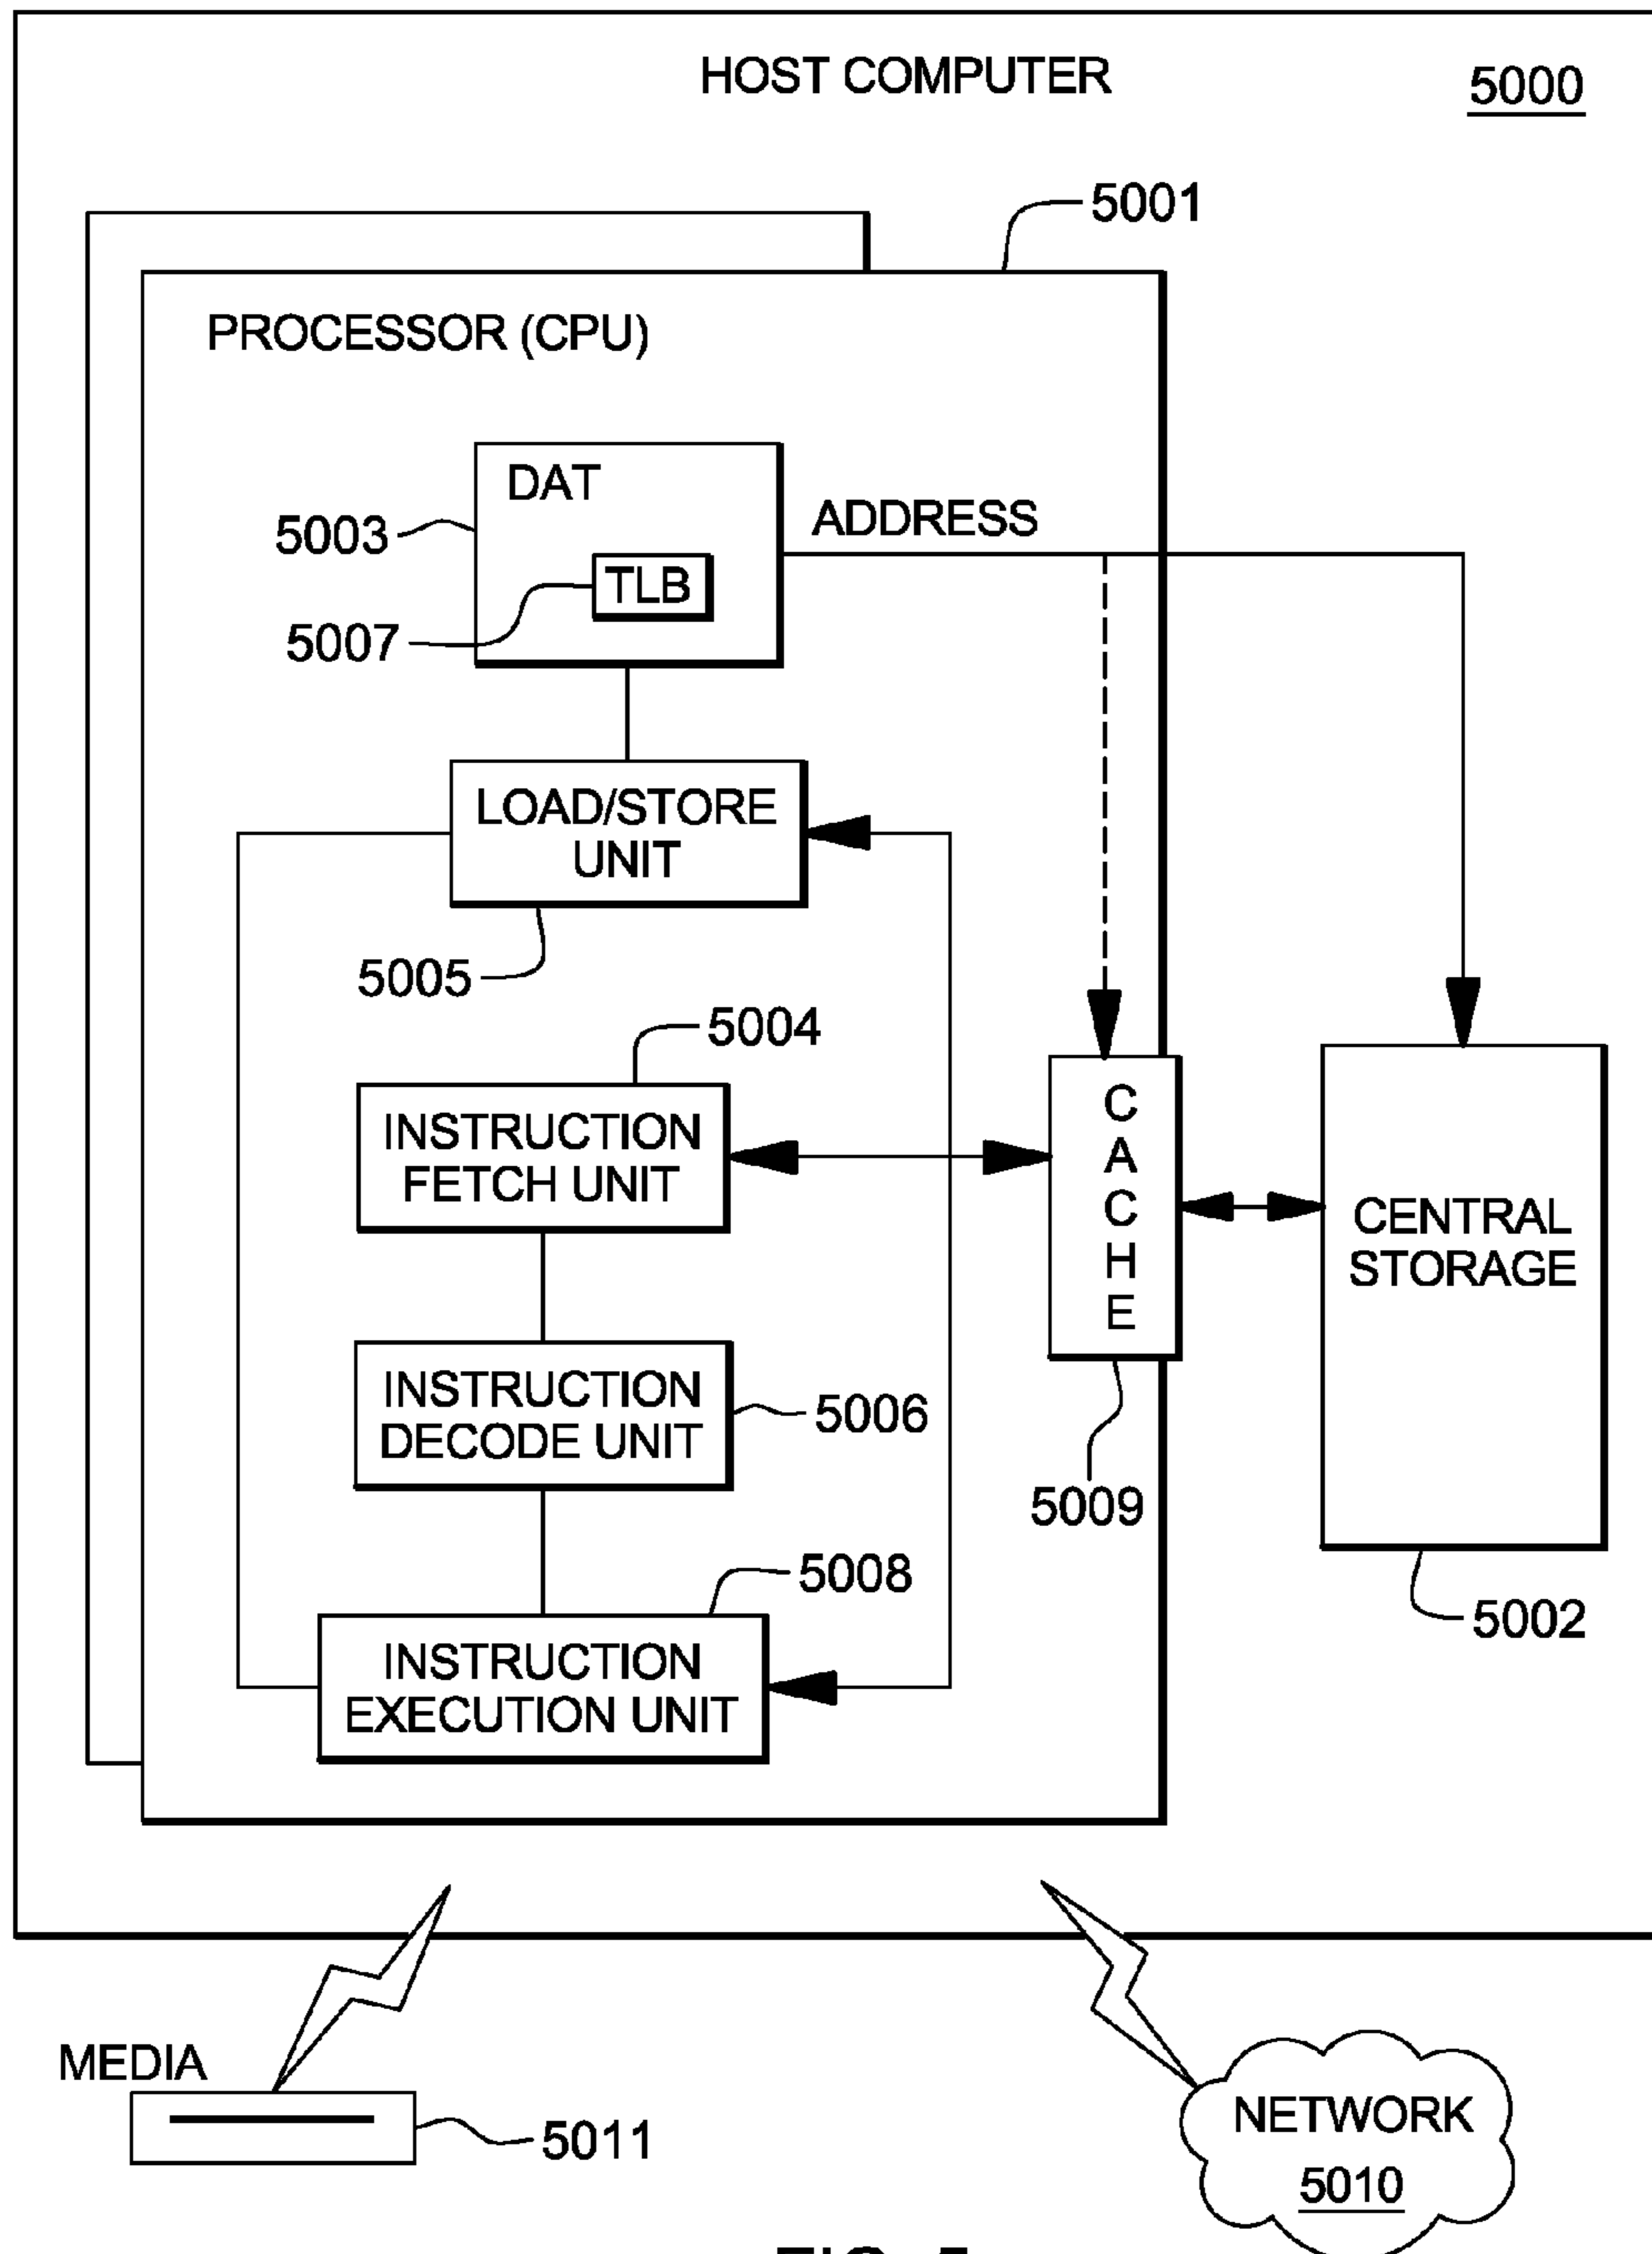 HOST COMPUTER
5000
5001
PROCESSOR (CPU)
DAT
ADDRESS
5003
TLB
5007
LOAD/STORE
UNIT
5005
5004
INSTRUCTION
FETCH UNIT
CACHE
CENTRAL
STORAGE
INSTRUCTION
DECODE UNIT
5006
5009
5008
5002
INSTRUCTION
EXECUTION UNIT
MEDIA
5011
NETWORK
5010